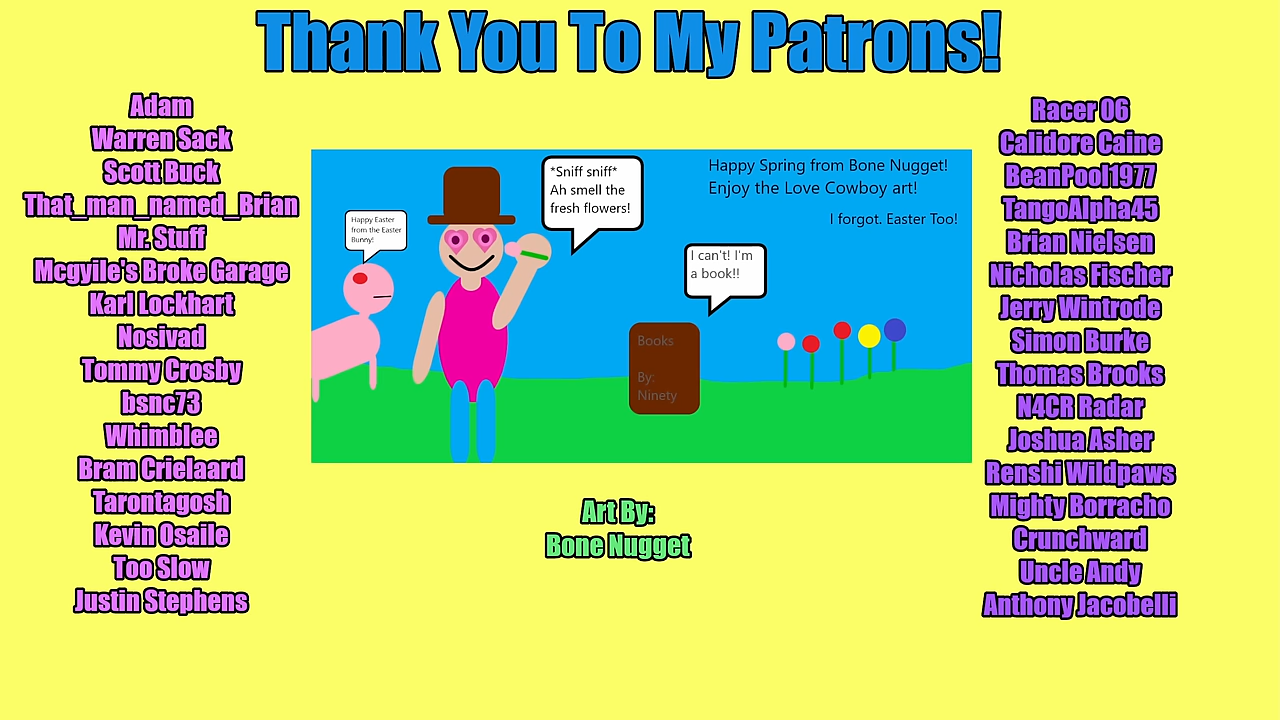 Thank You To My Patrons!
Adam
Warren Sack
Scott Buck
That_man_named_Brian
Mr. Stuff
Mcgyile's Broke Garage
Karl Lockhart
Nosivad
Tommy Crosby
bsnc73
Whimblee
Bram Crielaard
Tarontagosh
Kevin Osaile
Too Slow
Justin Stephens
Happy Easter
from the Easter
Bunny!
*Sniff sniff*
Ah smell the
fresh flowers!
Happy Spring from Bone Nugget!
Enjoy the Love Cowboy art!
I forgot. Easter Too!
I can't! I'm
a book!!
Books
By:
Ninety
Art By:
Bone Nugget
Racer 06
Calidore Caine
BeanPool1977
TangoAlpha45
Brian Nielsen
Nicholas Fischer
Jerry Wintrode
Simon Burke
Thomas Brooks
N4CR Radar
Joshua Asher
Renshi Wildpaws
Mighty Borracho
Crunchward
Uncle Andy
Anthony Jacobelli